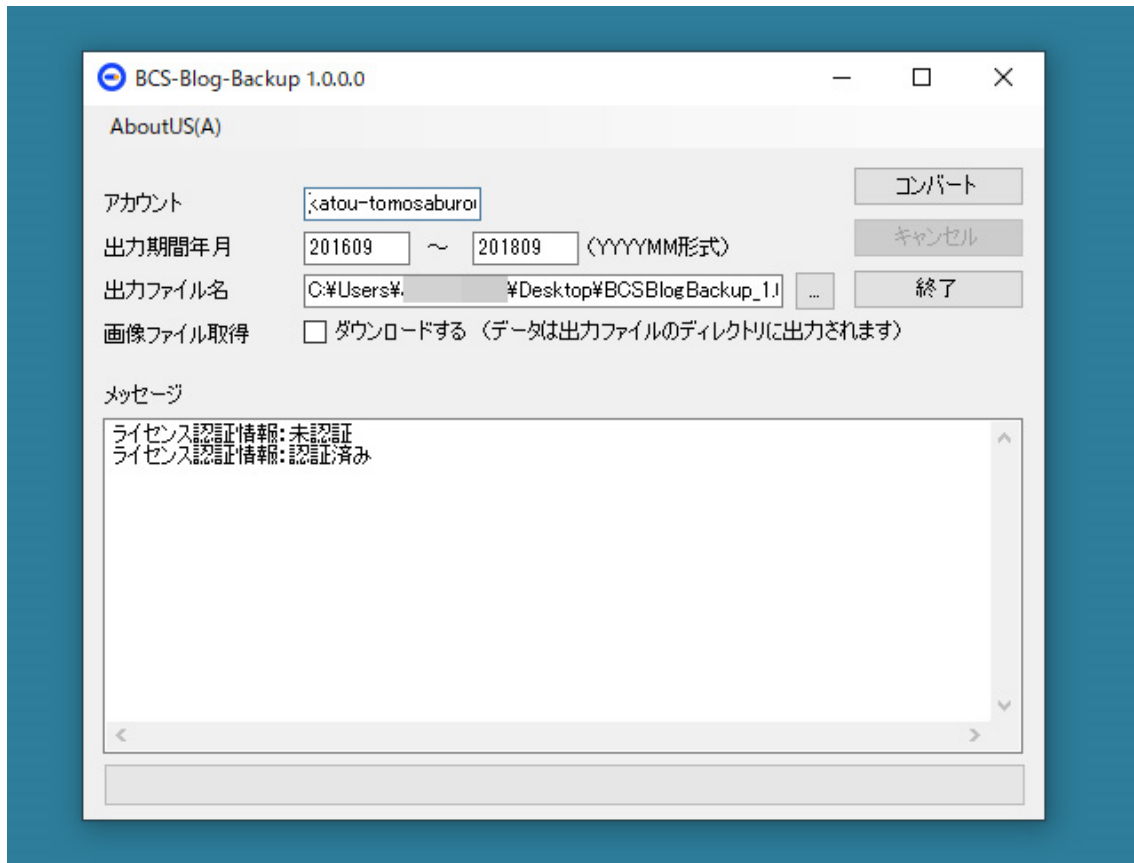 BCS-Blog-Backup 1.0.0.0
AboutUS(A)
コンバート
アカウント katou-tomosaburou
キャンセル
出力期間年月 201609 ～ 201809 (YYYYMM形式)
出力ファイル名 C:¥Users¥ ¥Desktop¥BCSBlogBackup_1.0 ... 終了
画像ファイル取得 ダウンロードする (データは出力ファイルのディレクトリに出力されます)
メッセージ
ライセンス認証情報:未認証
ライセンス認証情報:認証済み